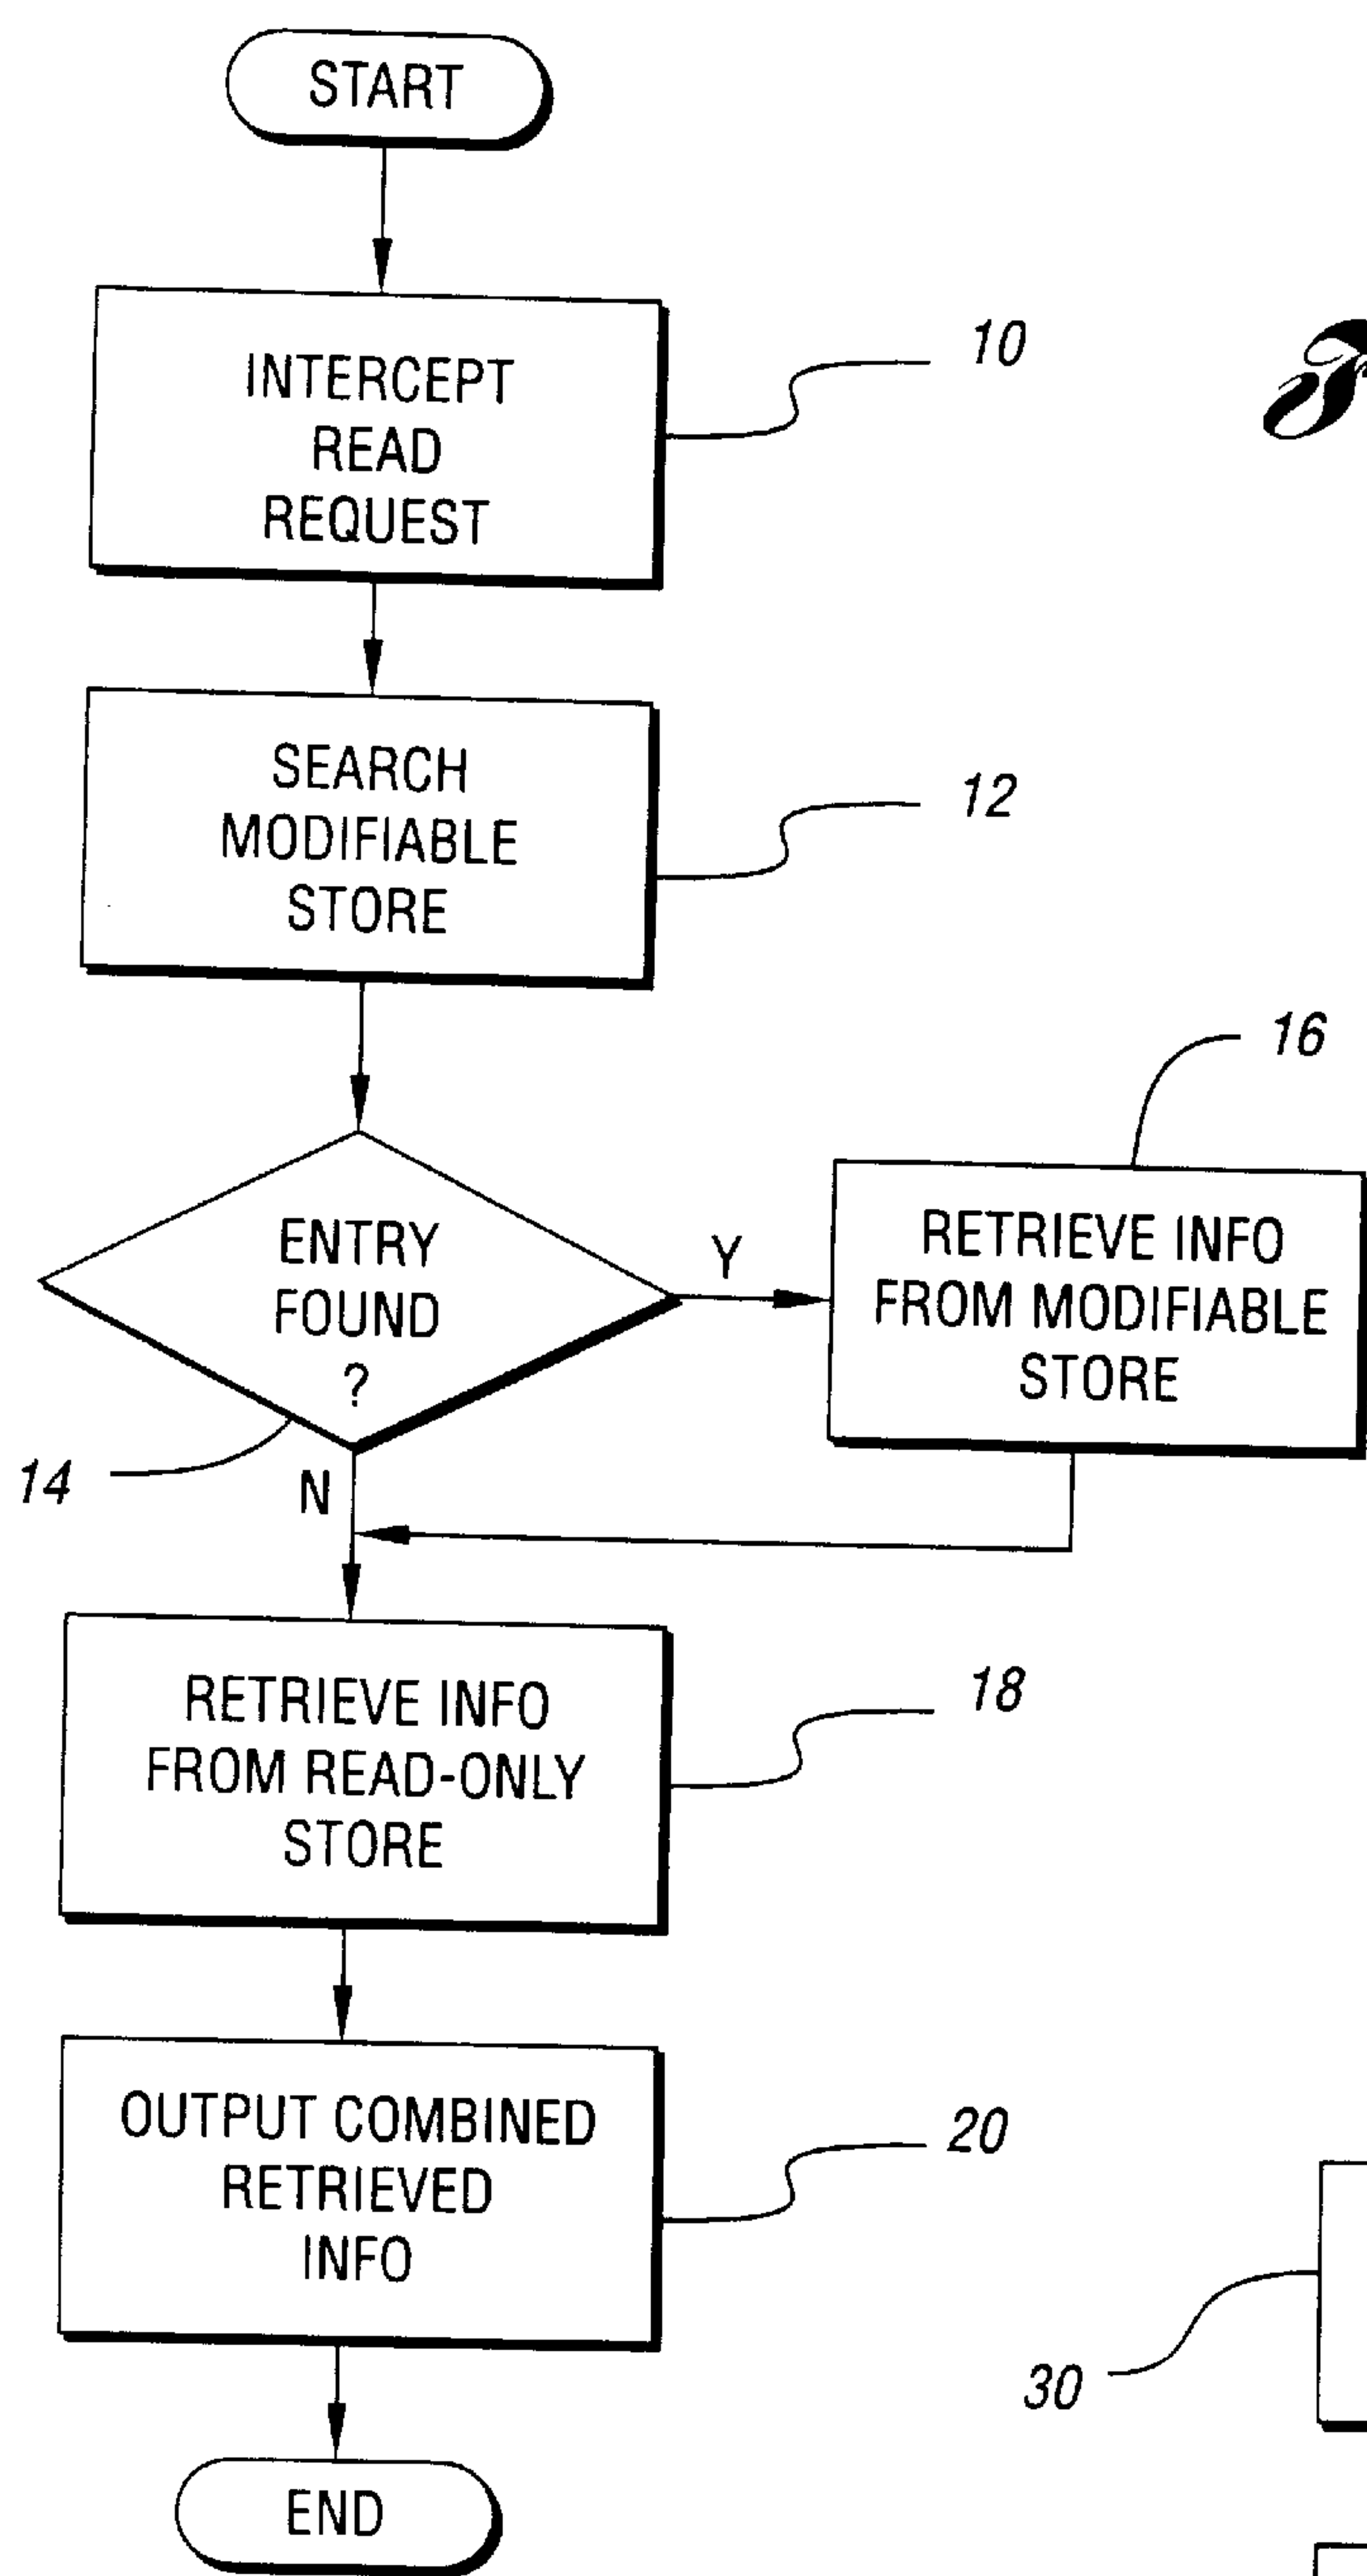 START
INTERCEPT
READ
REQUEST
10
SEARCH
MODIFIABLE
STORE
12
ENTRY
FOUND
?
14
Y
N
16
RETRIEVE INFO
FROM MODIFIABLE
STORE
RETRIEVE INFO
FROM READ-ONLY
STORE
18
OUTPUT COMBINED
RETRIEVED
INFO
20
30
END